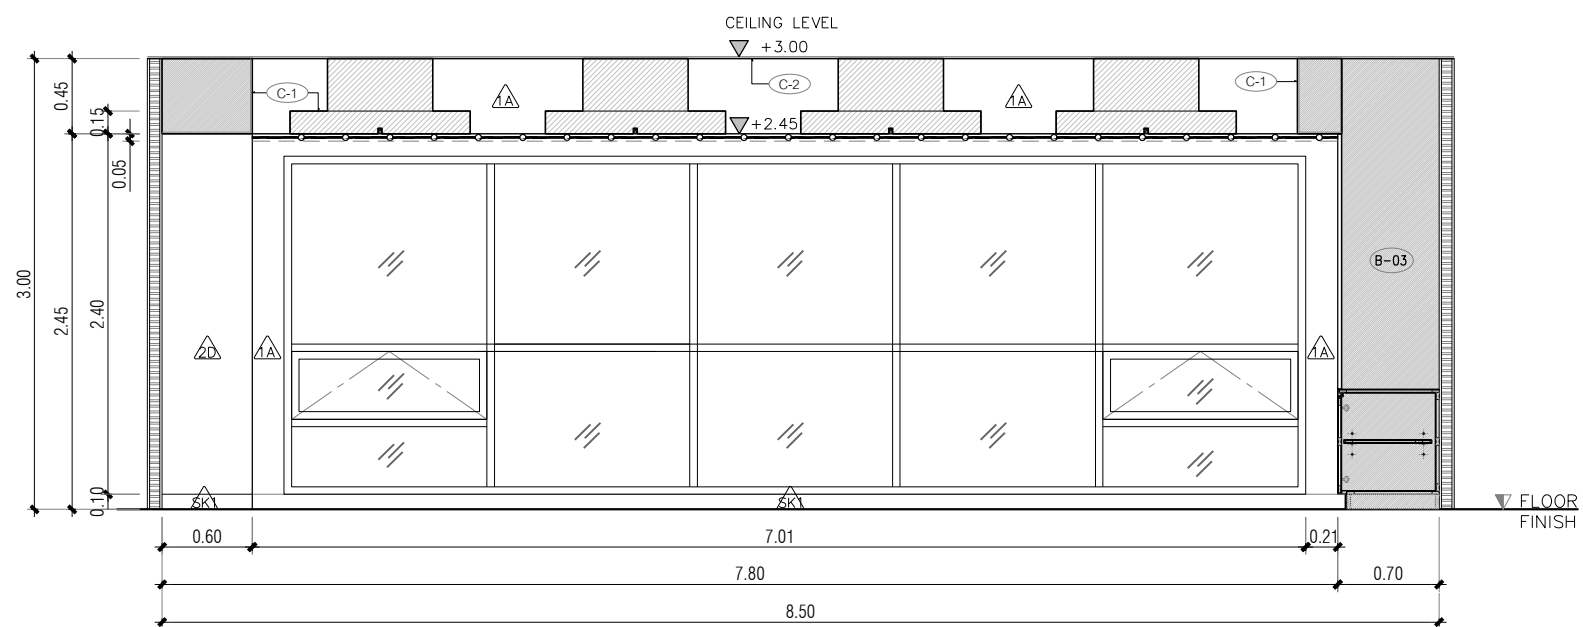 CEILING LEVEL
+3.00
C-1
1A
C-2
1A
C-1
+2.45
0.45
0.15
0.05
3.00
2.45
2.40
0.10
B-03
2D
1A
1A
SK1
SK1
FLOOR
FINISH
0.60
7.01
0.21
7.80
0.70
8.50